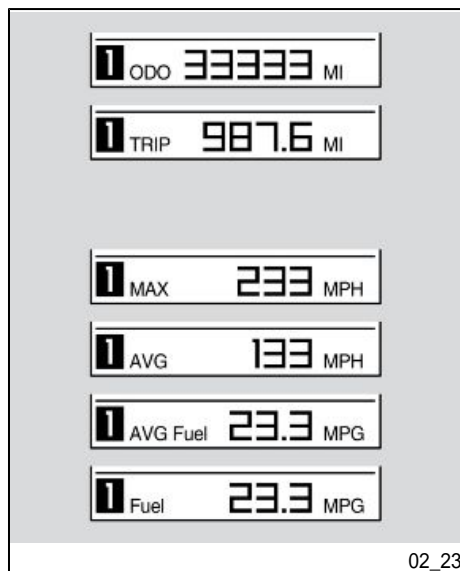 1 ODO 33333 MI
1 TRIP 987.6 MI
1 MAX 233 MPH
1 AVG 133 MPH
1 AVG Fuel 23.3 MPG
1 Fuel 23.3 MPG
02_23